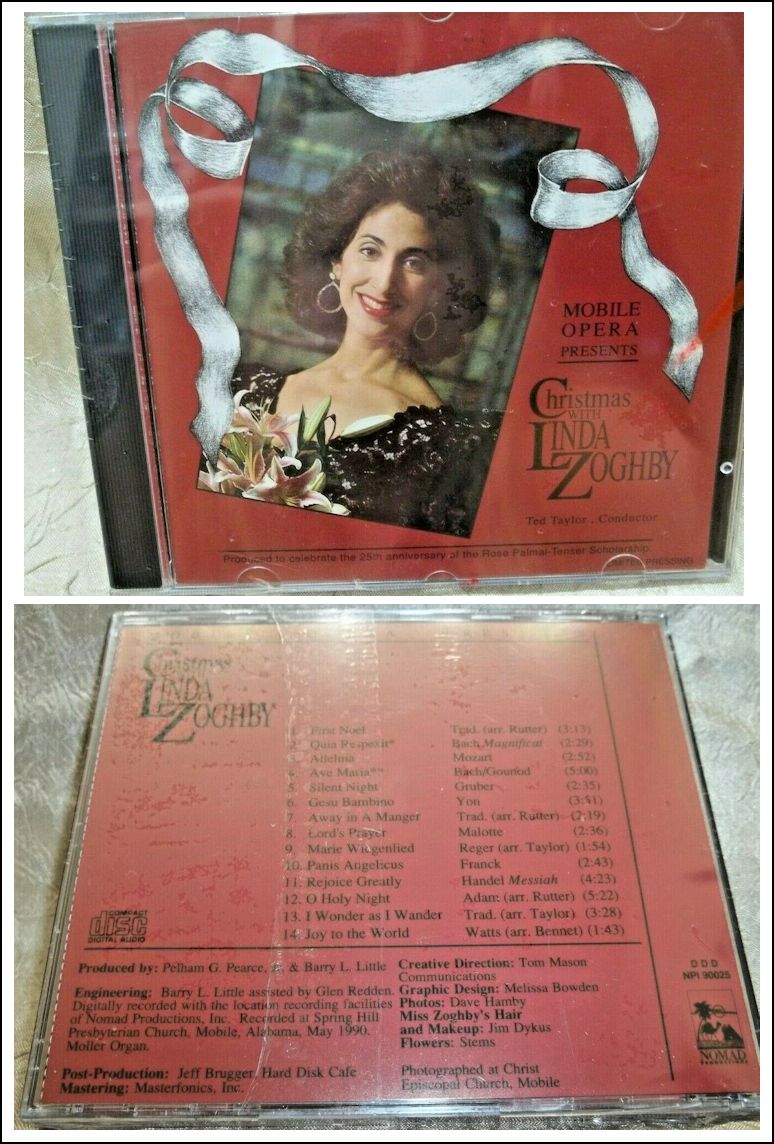 MOBILE
OPERA
PRESENTS
Christmas
WITH
LINDA
ZOGHBY
Ted Taylor . Conductor
Produced to celebrate the 25th anniversary of the Rose Palmai-Tenser Scholarship.
PRESSING
Christmas
LINDA
ZOGHBY
1. First Noel Trad. (arr. Rutter) (3:13)
2. Quia Respexit* Bach Magnificat (2:29)
3. Alleluia Mozart (2:52)
4. Ave Maria** Bach/Gounod (5:00)
5. Silent Night Gruber (2:35)
6. Gesu Bambino Yon (3:41)
7. Away in A Manger Trad. (arr. Rutter) (2:19)
8. Lord's Prayer Malotte (2:36)
9. Marie Wiegenlied Reger (arr. Taylor) (1:54)
10. Panis Angelicus Franck (2:43)
11. Rejoice Greatly Handel Messiah (4:23)
12. O Holy Night Adam (arr. Rutter) (5:22)
13. I Wonder as I Wander Trad. (arr. Taylor) (3:28)
14. Joy to the World Watts (arr. Bennet) (1:43)
COMPACT
disc
DIGITAL AUDIO
Produced by: Pelham G. Pearce, & Barry L. Little
Engineering: Barry L. Little assisted by Glen Redden.
Digitally recorded with the location recording facilities
of Nomad Productions, Inc. Recorded at Spring Hill
Presbyterian Church, Mobile, Alabama, May 1990.
Moller Organ.
Post-Production: Jeff Brugger, Hard Disk Cafe
Mastering: Masterfonics, Inc.
Creative Direction: Tom Mason
Communications
Graphic Design: Melissa Bowden
Photos: Dave Hamby
Miss Zoghby's Hair
and Makeup: Jim Dykus
Flowers: Stems
Photographed at Christ
Episcopal Church, Mobile
D D D
NPI 90025
NOMAD
PRODUCTIONS